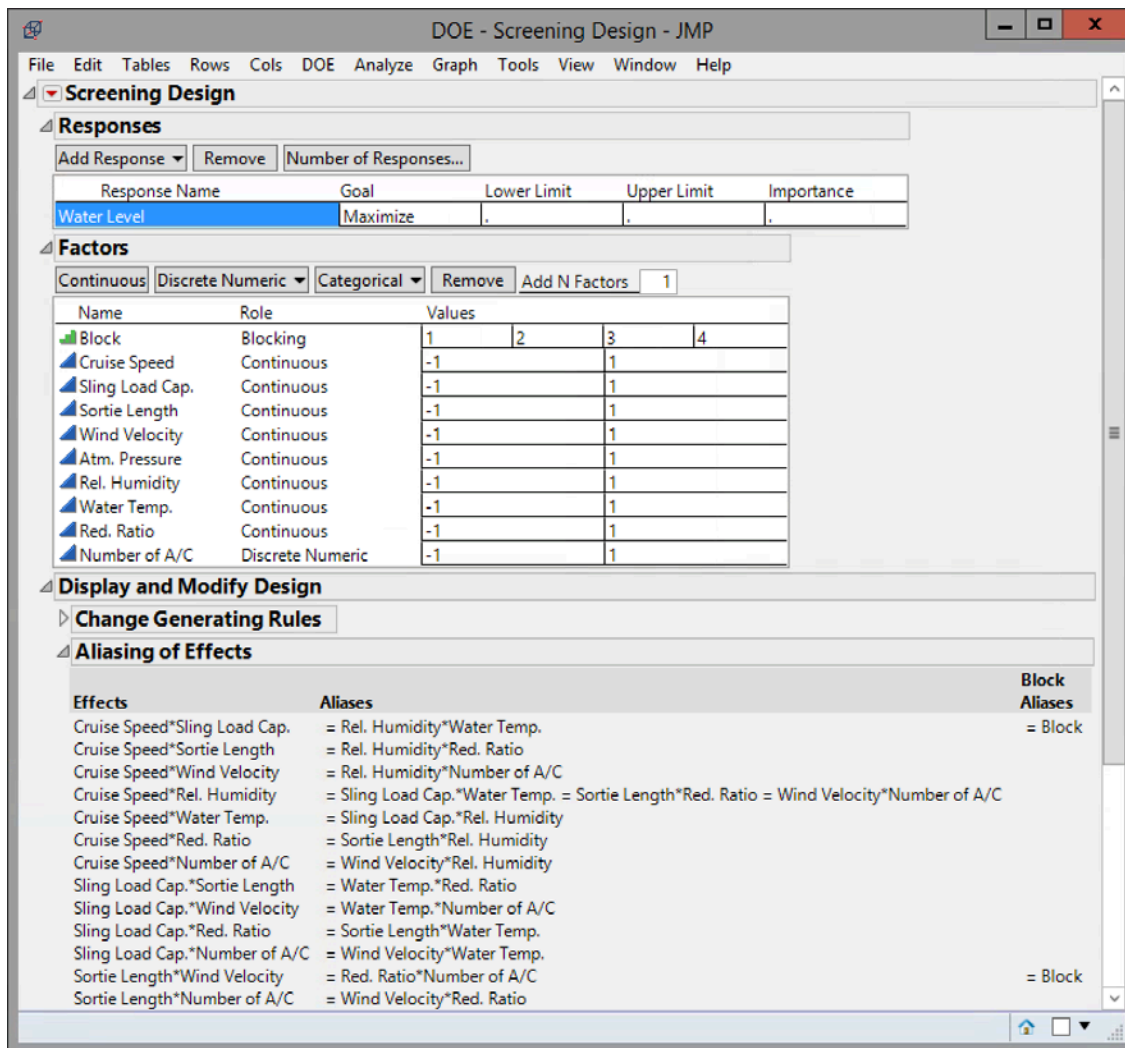 DOE - Screening Design - JMP
File Edit Tables Rows Cols DOE Analyze Graph Tools View Window Help
Screening Design
Responses
Add Response Remove Number of Responses...
Response Name Goal Lower Limit Upper Limit Importance
Water Level Maximize . . .
Factors
Continuous Discrete Numeric Categorical Remove Add N Factors 1
Name Role Values
Block Blocking 1 2 3 4
Cruise Speed Continuous -1 1
Sling Load Cap. Continuous -1 1
Sortie Length Continuous -1 1
Wind Velocity Continuous -1 1
Atm. Pressure Continuous -1 1
Rel. Humidity Continuous -1 1
Water Temp. Continuous -1 1
Red. Ratio Continuous -1 1
Number of A/C Discrete Numeric -1 1
Display and Modify Design
Change Generating Rules
Aliasing of Effects
Effects Aliases Block Aliases
Cruise Speed*Sling Load Cap. = Rel. Humidity*Water Temp. = Block
Cruise Speed*Sortie Length = Rel. Humidity*Red. Ratio
Cruise Speed*Wind Velocity = Rel. Humidity*Number of A/C
Cruise Speed*Rel. Humidity = Sling Load Cap.*Water Temp. = Sortie Length*Red. Ratio = Wind Velocity*Number of A/C
Cruise Speed*Water Temp. = Sling Load Cap.*Rel. Humidity
Cruise Speed*Red. Ratio = Sortie Length*Rel. Humidity
Cruise Speed*Number of A/C = Wind Velocity*Rel. Humidity
Sling Load Cap.*Sortie Length = Water Temp.*Red. Ratio
Sling Load Cap.*Wind Velocity = Water Temp.*Number of A/C
Sling Load Cap.*Red. Ratio = Sortie Length*Water Temp.
Sling Load Cap.*Number of A/C = Wind Velocity*Water Temp.
Sortie Length*Wind Velocity = Red. Ratio*Number of A/C = Block
Sortie Length*Number of A/C = Wind Velocity*Red. Ratio